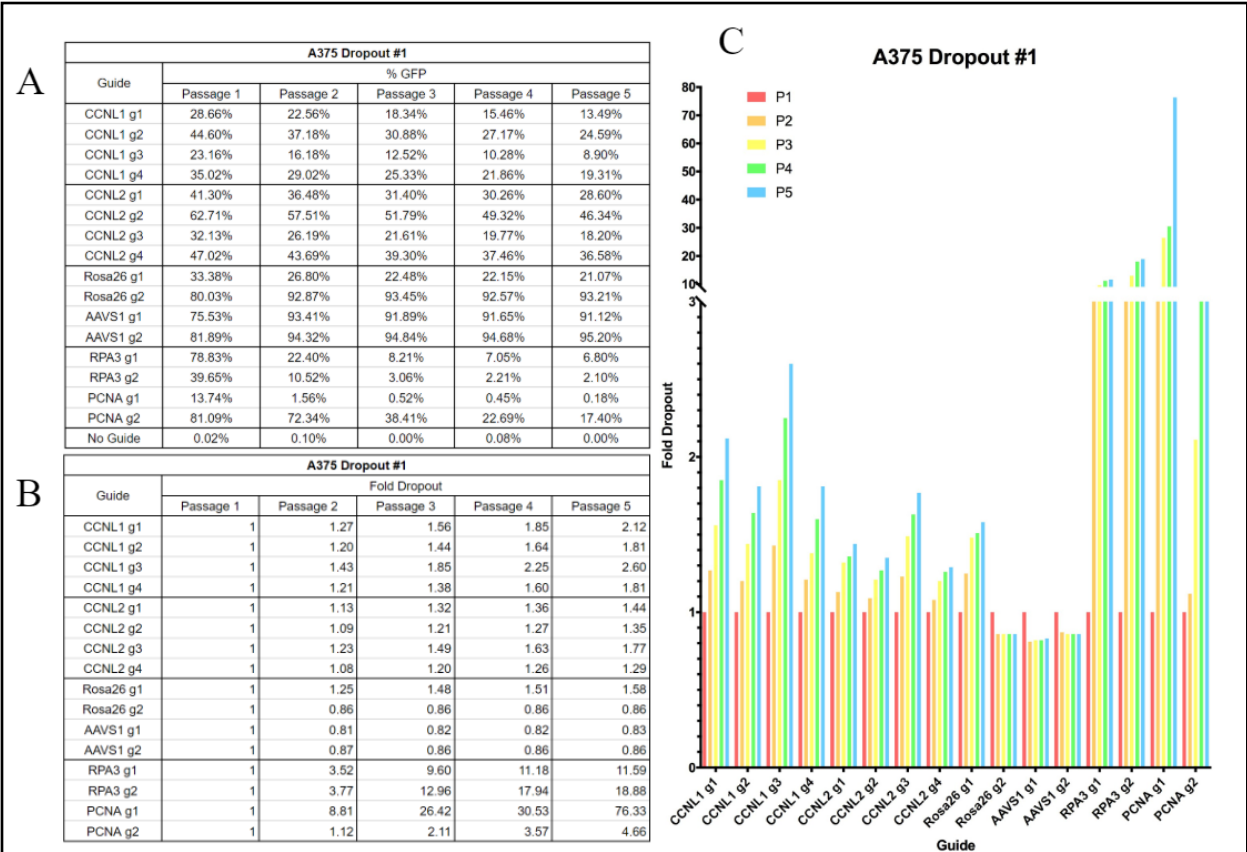 A
A375 Dropout #1
Guide % GFP
Passage 1 Passage 2 Passage 3 Passage 4 Passage 5
CCNL1 g1 28.66% 22.56% 18.34% 15.46% 13.49%
CCNL1 g2 44.60% 37.18% 30.88% 27.17% 24.59%
CCNL1 g3 23.16% 16.18% 12.52% 10.28% 8.90%
CCNL1 g4 35.02% 29.02% 25.33% 21.86% 19.31%
CCNL2 g1 41.30% 36.48% 31.40% 30.26% 28.60%
CCNL2 g2 62.71% 57.51% 51.79% 49.32% 46.34%
CCNL2 g3 32.13% 26.19% 21.61% 19.77% 18.20%
CCNL2 g4 47.02% 43.69% 39.30% 37.46% 36.58%
Rosa26 g1 33.38% 26.80% 22.48% 22.15% 21.07%
Rosa26 g2 80.03% 92.87% 93.45% 92.57% 93.21%
AAVS1 g1 75.53% 93.41% 91.89% 91.65% 91.12%
AAVS1 g2 81.89% 94.32% 94.84% 94.68% 95.20%
RPA3 g1 78.83% 22.40% 8.21% 7.05% 6.80%
RPA3 g2 39.65% 10.52% 3.06% 2.21% 2.10%
PCNA g1 13.74% 1.56% 0.52% 0.45% 0.18%
PCNA g2 81.09% 72.34% 38.41% 22.69% 17.40%
No Guide 0.02% 0.10% 0.00% 0.08% 0.00%
B
A375 Dropout #1
Guide Fold Dropout
Passage 1 Passage 2 Passage 3 Passage 4 Passage 5
CCNL1 g1 1 1.27 1.56 1.85 2.12
CCNL1 g2 1 1.20 1.44 1.64 1.81
CCNL1 g3 1 1.43 1.85 2.25 2.60
CCNL1 g4 1 1.21 1.38 1.60 1.81
CCNL2 g1 1 1.13 1.32 1.36 1.44
CCNL2 g2 1 1.09 1.21 1.27 1.35
CCNL2 g3 1 1.23 1.49 1.63 1.77
CCNL2 g4 1 1.08 1.20 1.26 1.29
Rosa26 g1 1 1.25 1.48 1.51 1.58
Rosa26 g2 1 0.86 0.86 0.86 0.86
AAVS1 g1 1 0.81 0.82 0.82 0.83
AAVS1 g2 1 0.87 0.86 0.86 0.86
RPA3 g1 1 3.52 9.60 11.18 11.59
RPA3 g2 1 3.77 12.96 17.94 18.88
PCNA g1 1 8.81 26.42 30.53 76.33
PCNA g2 1 1.12 2.11 3.57 4.66
C
A375 Dropout #1
P1
P2
P3
P4
P5
80
70
60
50
40
30
20
10
3
2
1
0
Fold Dropout
CCNL1 g1
CCNL1 g2
CCNL1 g3
CCNL1 g4
CCNL2 g1
CCNL2 g2
CCNL2 g3
CCNL2 g4
Rosa26 g1
Rosa26 g2
AAVS1 g1
AAVS1 g2
RPA3 g1
RPA3 g2
PCNA g1
PCNA g2
Guide